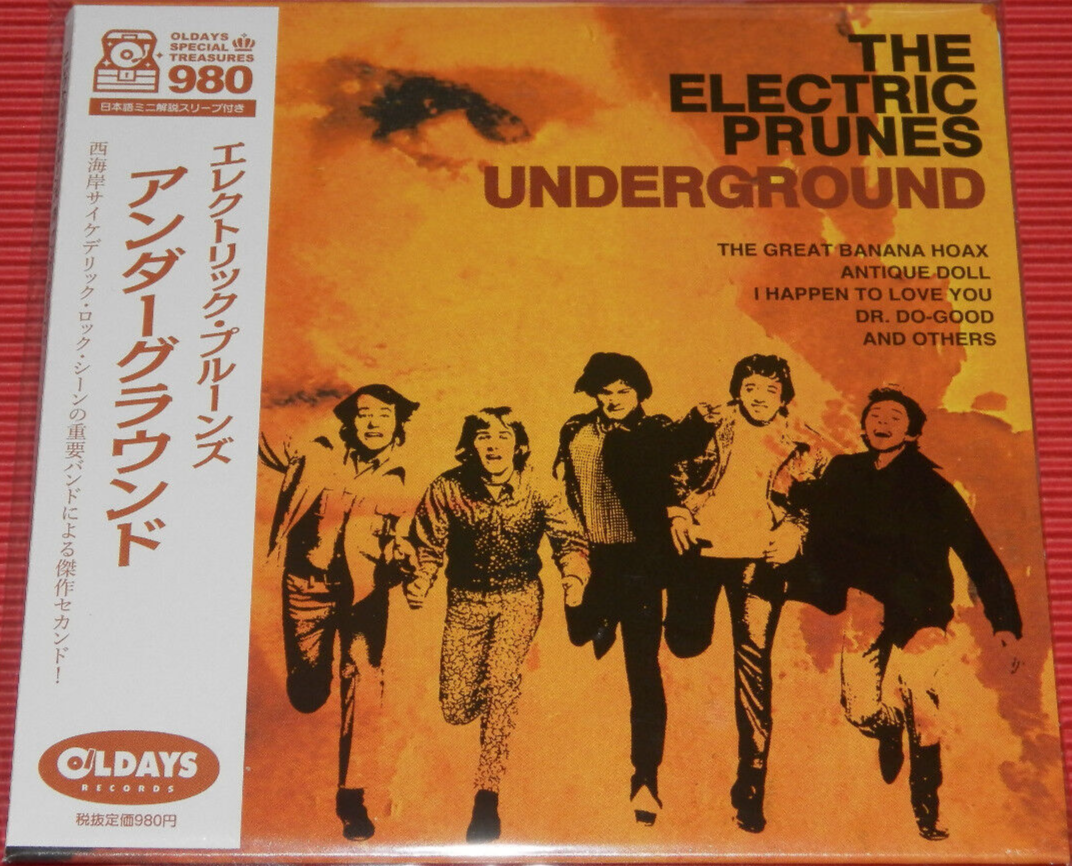 OLDAYS
SPECIAL
TREASURES
980
日本語ミニ解説スリーブ付き
エレクトリック・プルーンズ
アンダーグラウンド
西海岸サイケデリック・ロック・シーンの重要バンドによる傑作セカンド!
OLDAYS
RECORDS
税抜定価980円
THE
ELECTRIC
PRUNES
UNDERGROUND
THE GREAT BANANA HOAX
ANTIQUE DOLL
I HAPPEN TO LOVE YOU
DR. DO-GOOD
AND OTHERS